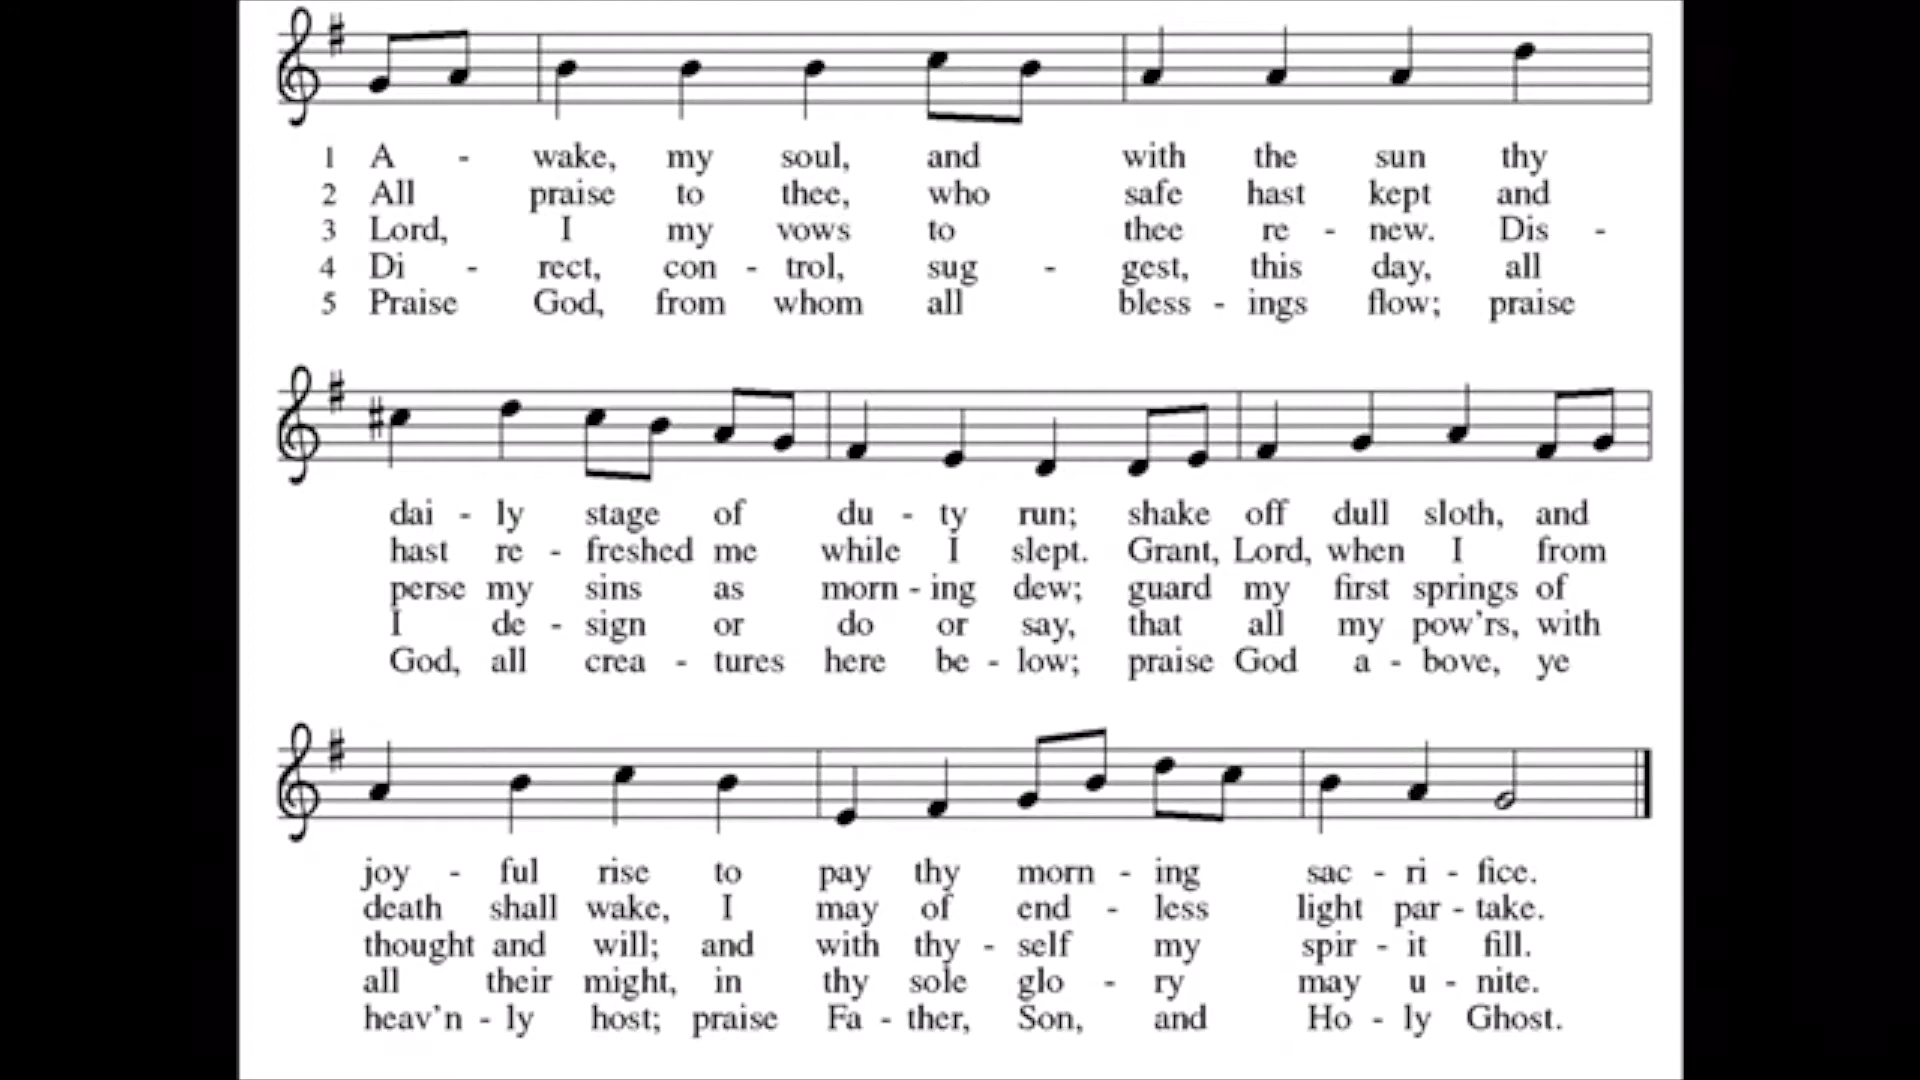 1 A - wake, my soul, and with the sun thy
2 All praise to thee, who safe hast kept and
3 Lord, I my vows to thee re - new. Dis -
4 Di - rect, con - trol, sug - gest, this day, all
5 Praise God, from whom all bless - ings flow; praise
dai - ly stage of du - ty run; shake off dull sloth, and
hast re - freshed me while I slept. Grant, Lord, when I from
perse my sins as morn - ing dew; guard my first springs of
I de - sign or do or say, that all my pow'rs, with
God, all crea - tures here be - low; praise God a - bove, ye
joy - ful rise to pay thy morn - ing sac - ri - fice.
death shall wake, I may of end - less light par - take.
thought and will; and with thy - self my spir - it fill.
all their might, in thy sole glo - ry may u - nite.
heav'n - ly host; praise Fa - ther, Son, and Ho - ly Ghost.